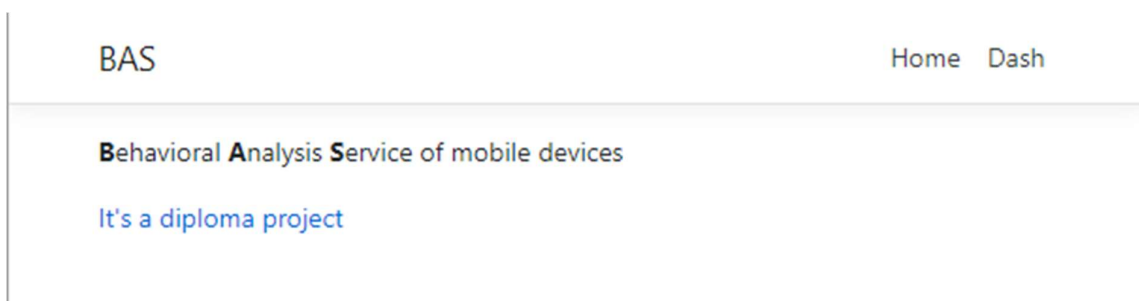 BAS
Home Dash
Behavioral Analysis Service of mobile devices
It's a diploma project